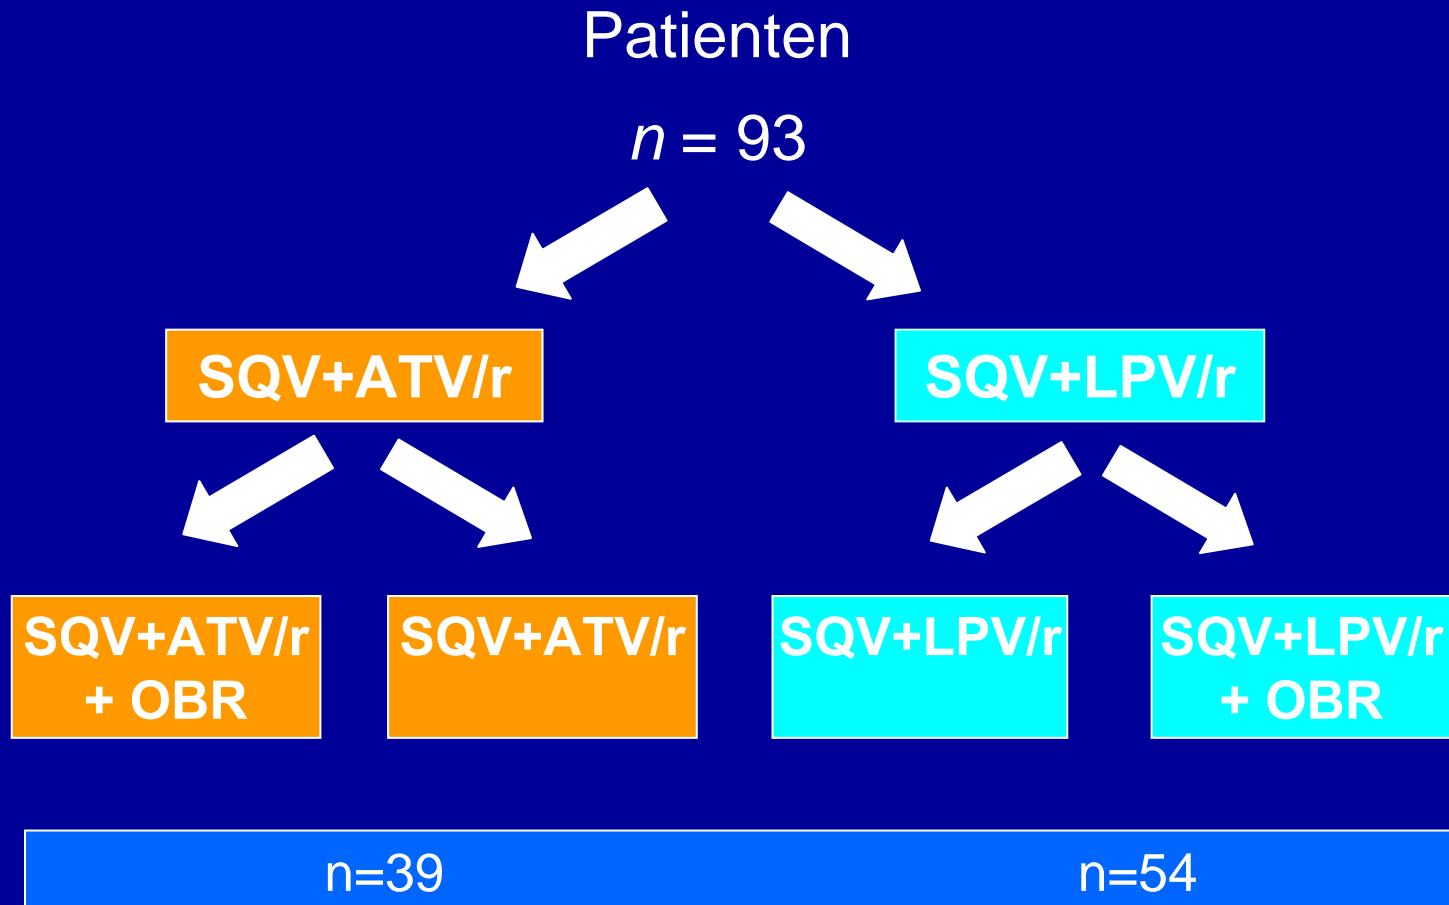 Patienten
n = 93
SQV+ATV/r
SQV+LPV/r
SQV+ATV/r
+ OBR
SQV+ATV/r
SQV+LPV/r
SQV+LPV/r
+ OBR
n=39
n=54